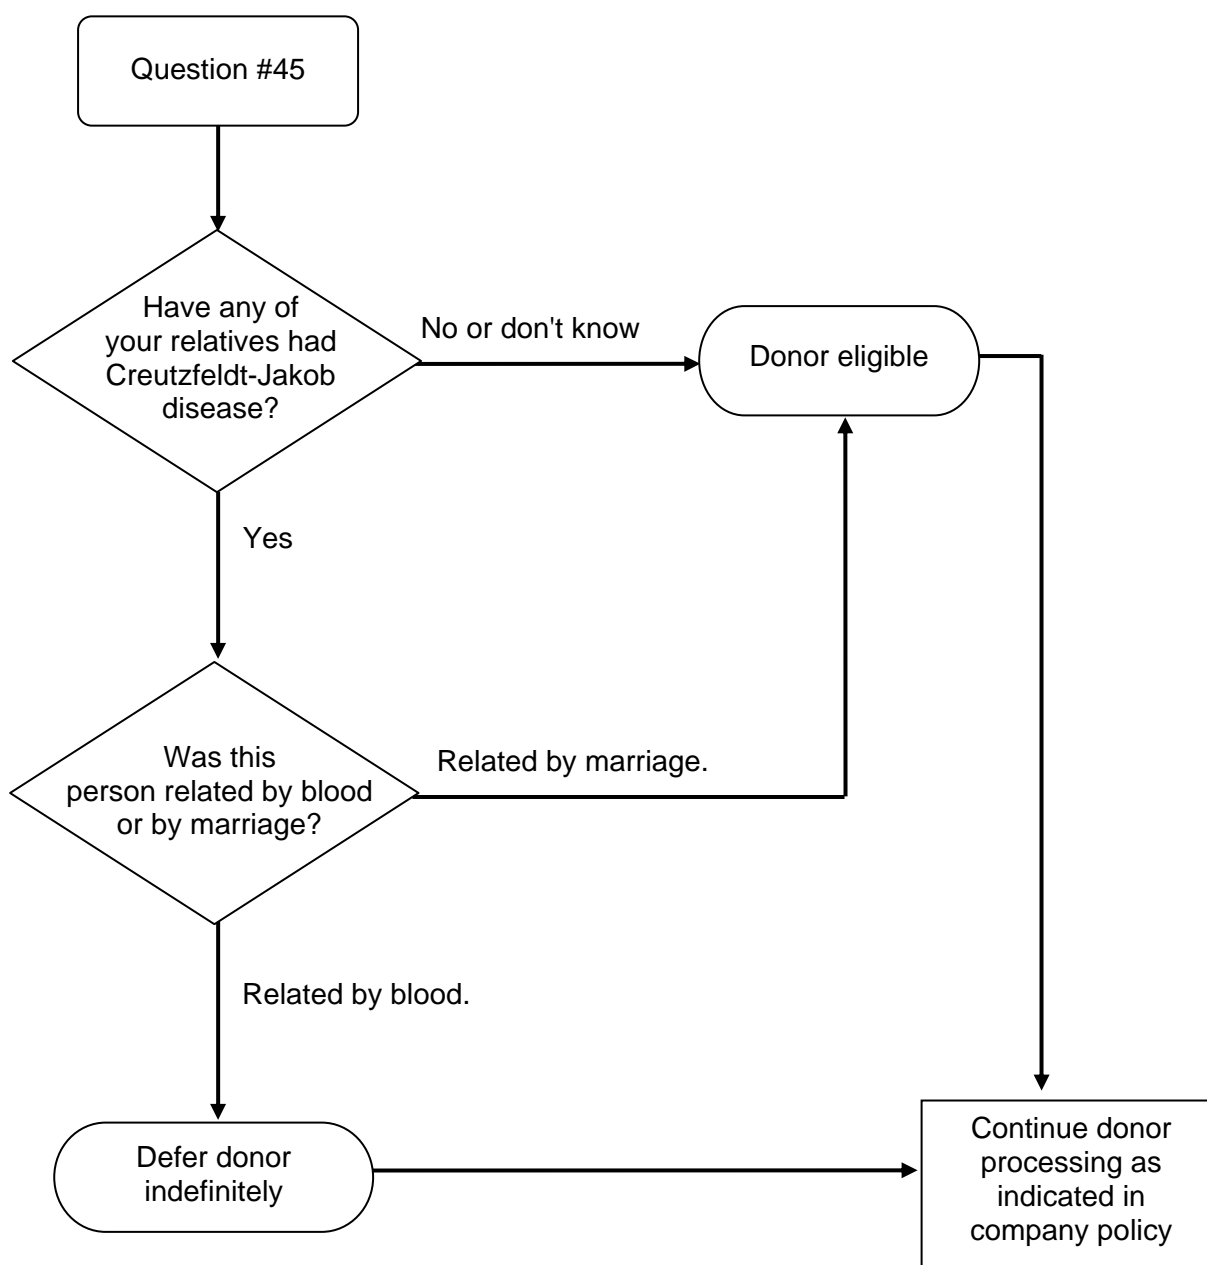 Question #45
Have any of
your relatives had
Creutzfeldt-Jakob
disease?
No or don't know
Donor eligible
Yes
Was this
person related by blood
or by marriage?
Related by marriage.
Related by blood.
Defer donor
indefinitely
Continue donor
processing as
indicated in
company policy